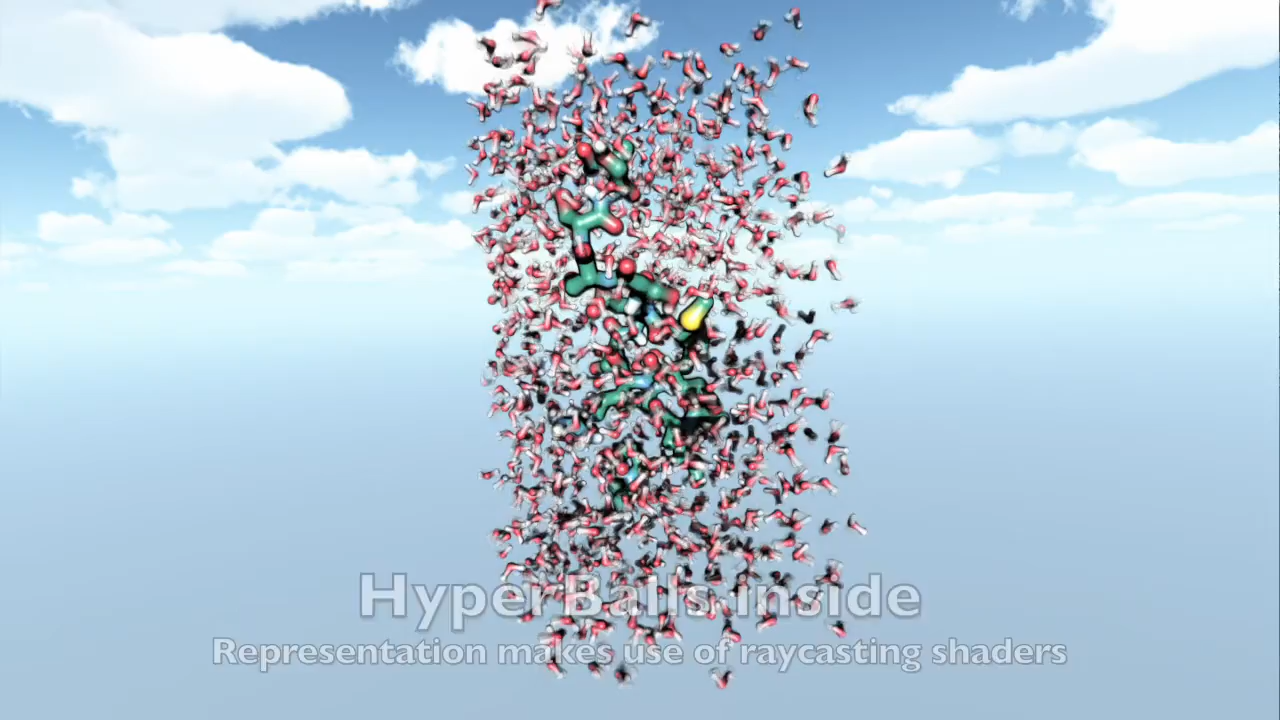 HyperBalls inside
Representation makes use of raycasting shaders